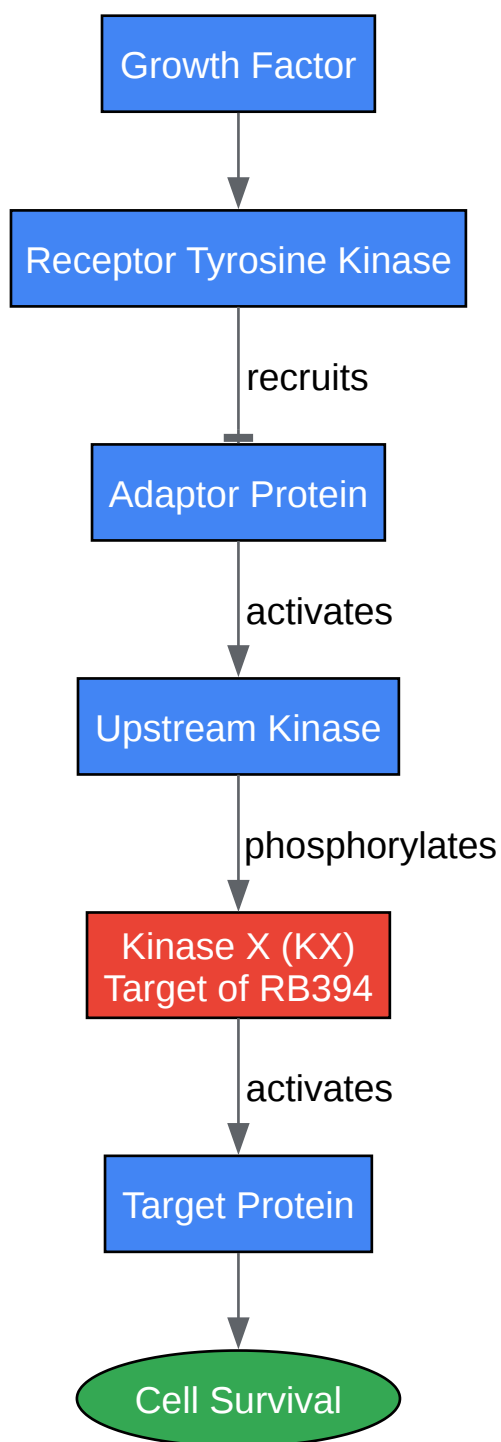 Growth Factor
Receptor Tyrosine Kinase
recruits
Adaptor Protein
activates
Upstream Kinase
phosphorylates
Kinase X (KX)
Target of RB394
activates
Target Protein
Cell Survival